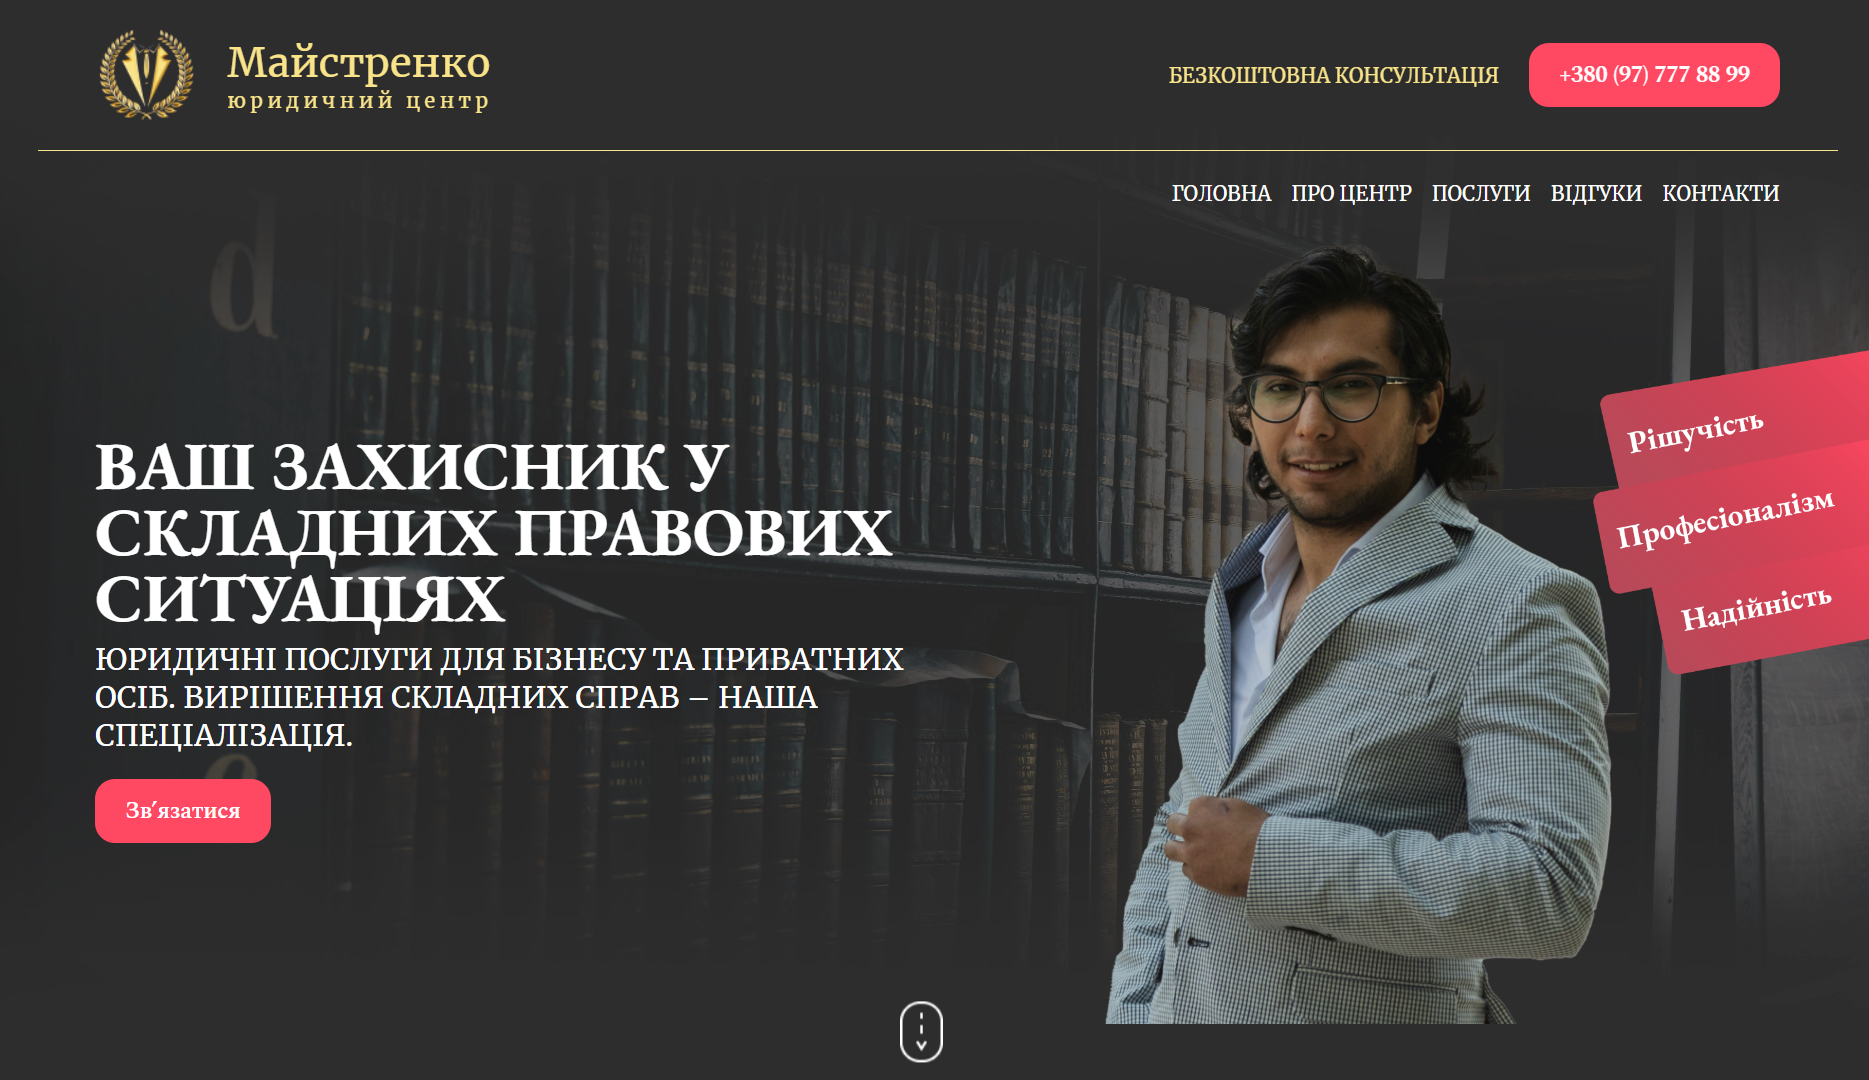 Майстренко
юридичний центр
БЕЗКОШТОВНА КОНСУЛЬТАЦІЯ
+380 (97) 777 88 99
ГОЛОВНА ПРО ЦЕНТР ПОСЛУГИ ВІДГУКИ КОНТАКТИ
ВАШ ЗАХИСНИК У
СКЛАДНИХ ПРАВОВИХ
СИТУАЦІЯХ
ЮРИДИЧНІ ПОСЛУГИ ДЛЯ БІЗНЕСУ ТА ПРИВАТНИХ
ОСІБ. ВИРІШЕННЯ СКЛАДНИХ СПРАВ – НАША
СПЕЦІАЛІЗАЦІЯ.
Зв′язатися
Рішучість
Професіоналізм
Надійність